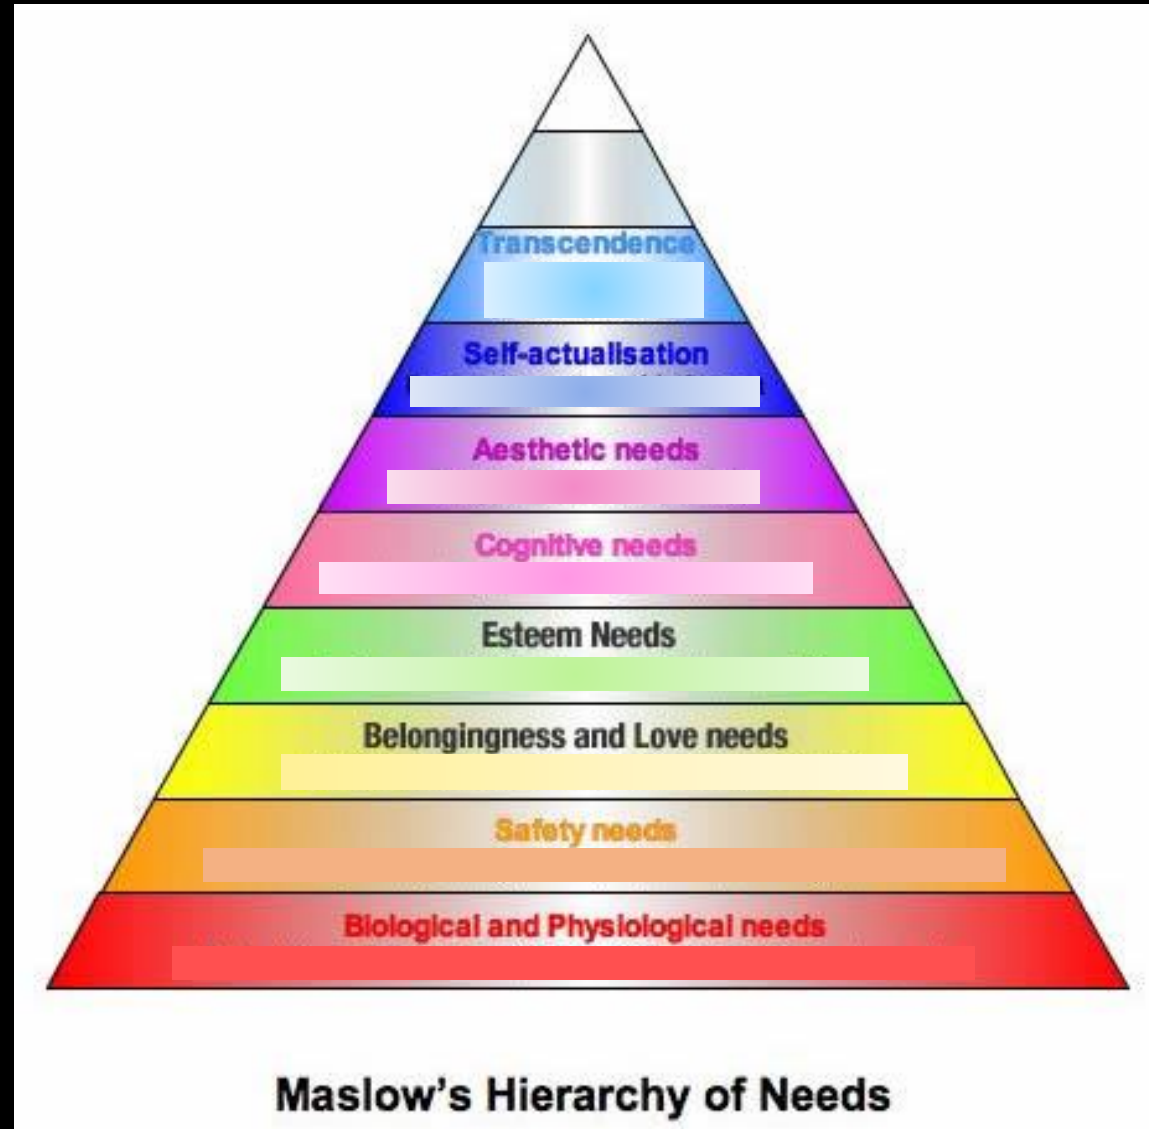 Transcendence
Self-actualisation
Aesthetic needs
Cognitive needs
Esteem Needs
Belongingness and Love needs
Safety needs
Biological and Physiological needs
Maslow’s Hierarchy of Needs